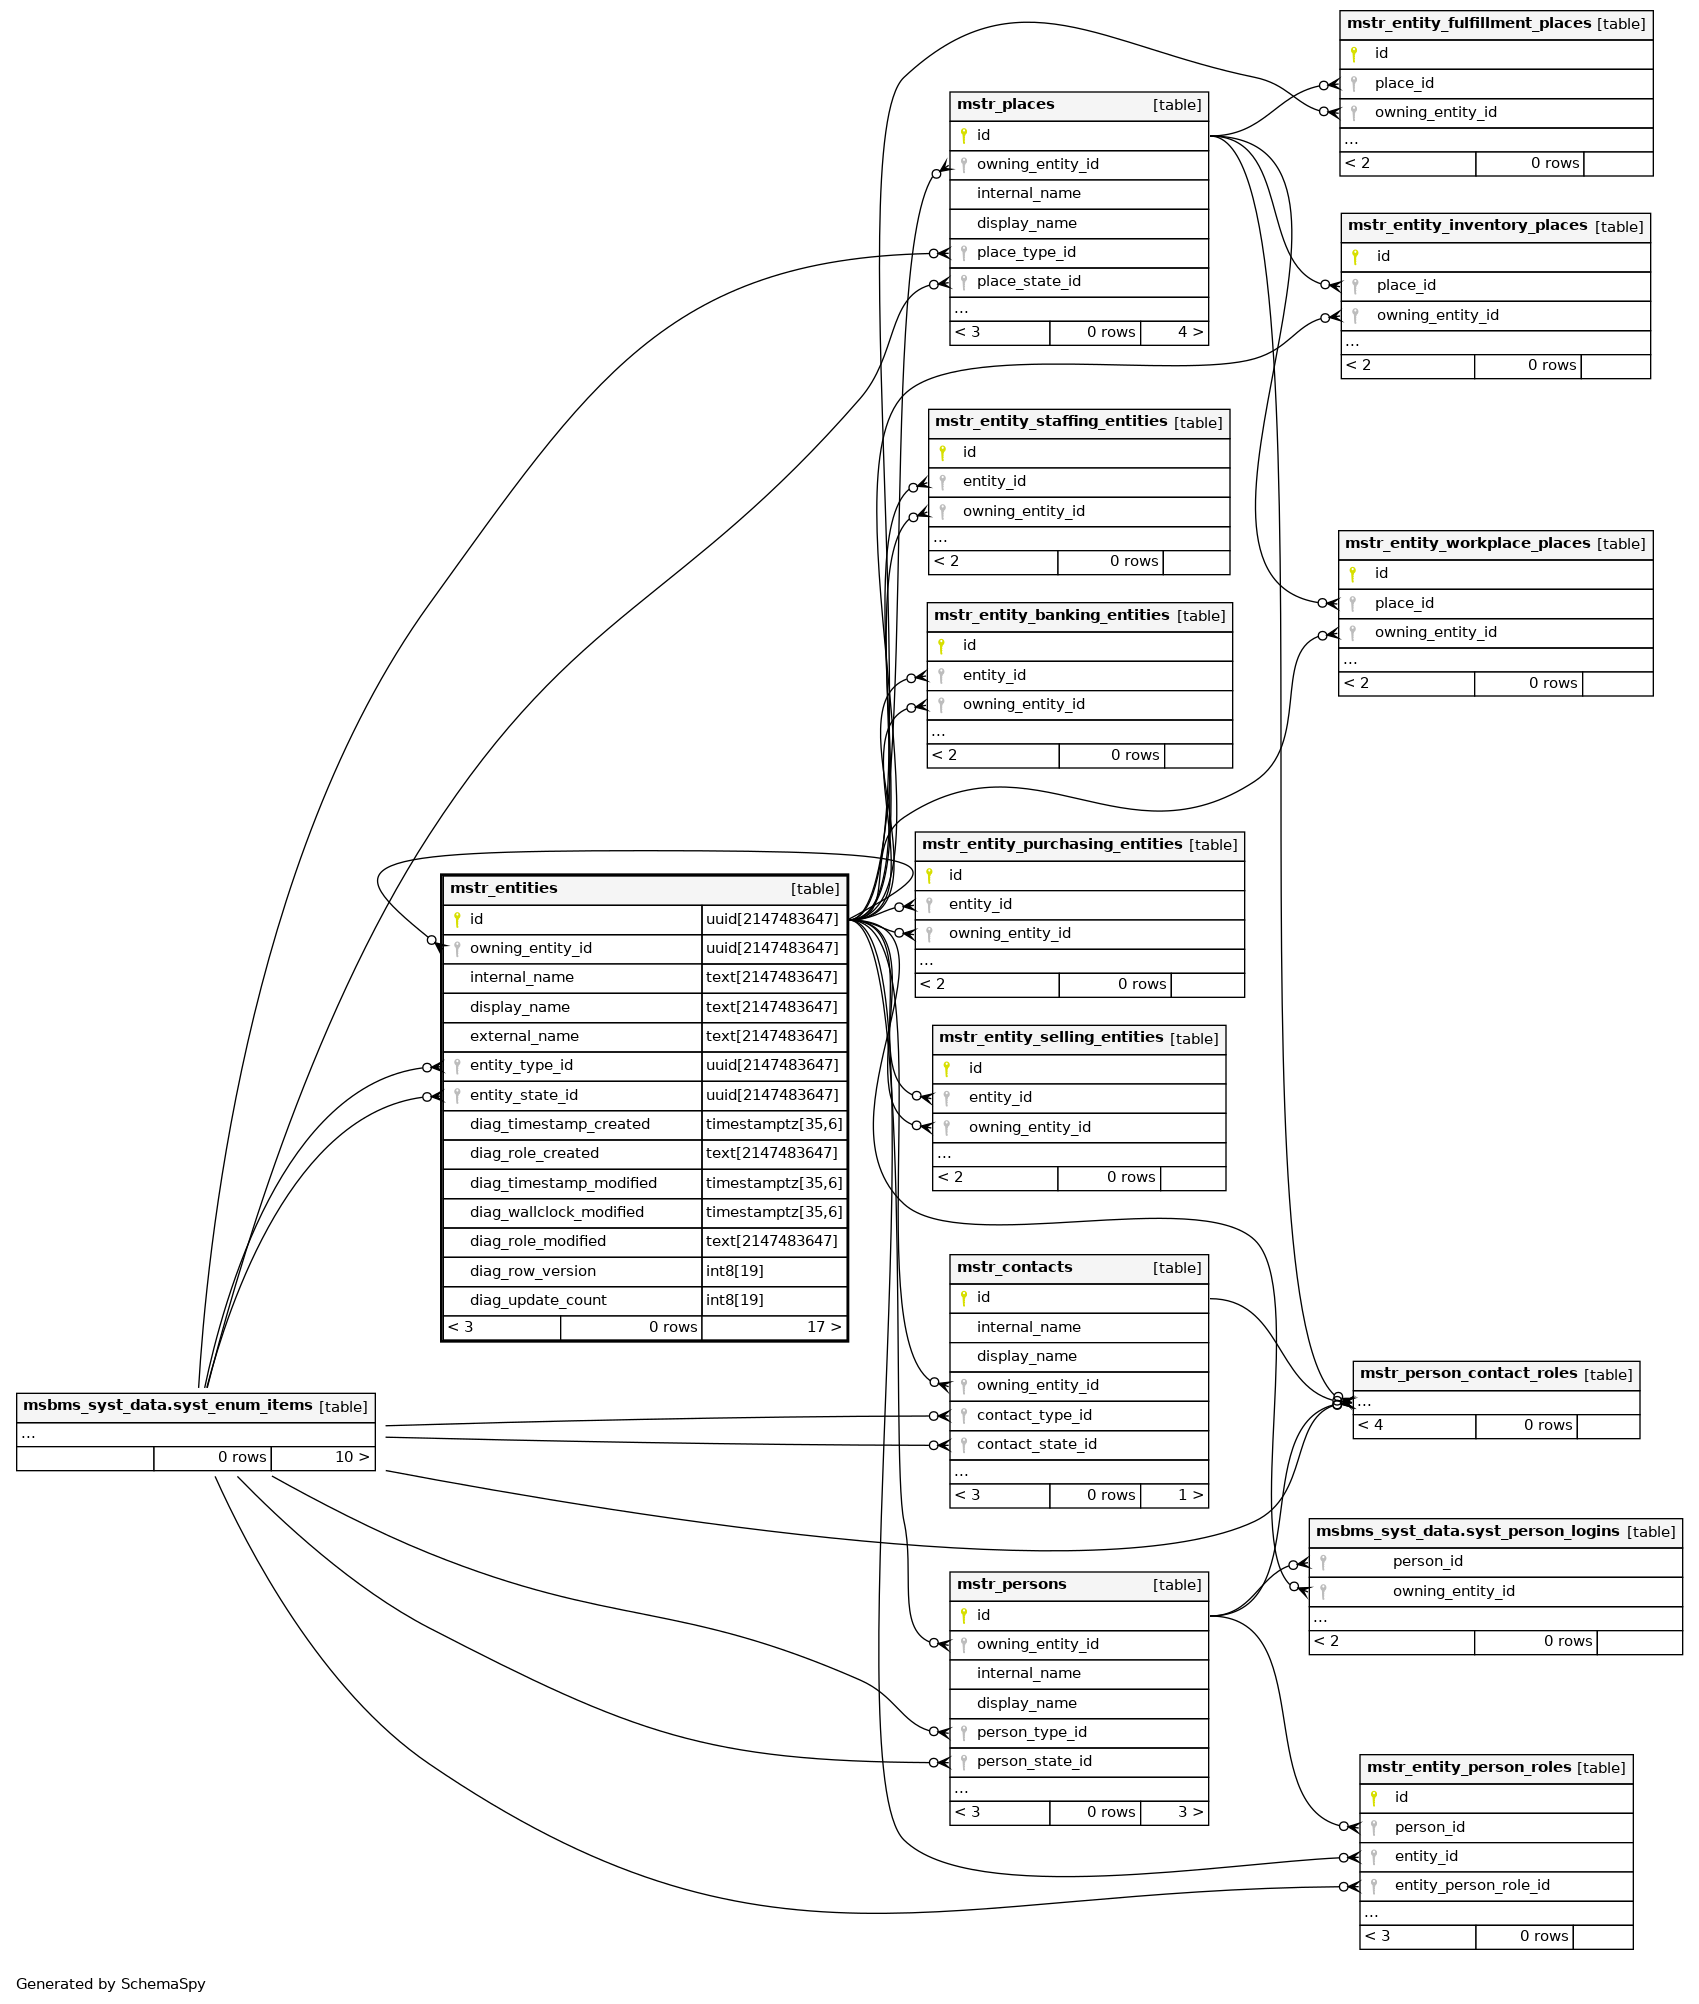 mstr_entity_fulfillment_places [table]
id
place_id
owning_entity_id
...
< 2 0 rows
mstr_places [table]
id
owning_entity_id
internal_name
display_name
place_type_id
place_state_id
...
< 3 0 rows 4 >
mstr_entity_inventory_places [table]
id
place_id
owning_entity_id
...
< 2 0 rows
mstr_entity_staffing_entities [table]
id
entity_id
owning_entity_id
...
< 2 0 rows
mstr_entity_workplace_places [table]
id
place_id
owning_entity_id
...
< 2 0 rows
mstr_entity_banking_entities [table]
id
entity_id
owning_entity_id
...
< 2 0 rows
mstr_entity_purchasing_entities [table]
id
entity_id
owning_entity_id
...
< 2 0 rows
mstr_entities [table]
id uuid[2147483647]
owning_entity_id uuid[2147483647]
internal_name text[2147483647]
display_name text[2147483647]
external_name text[2147483647]
entity_type_id uuid[2147483647]
entity_state_id uuid[2147483647]
diag_timestamp_created timestamptz[35,6]
diag_role_created text[2147483647]
diag_timestamp_modified timestamptz[35,6]
diag_wallclock_modified timestamptz[35,6]
diag_role_modified text[2147483647]
diag_row_version int8[19]
diag_update_count int8[19]
< 3 0 rows 17 >
mstr_entity_selling_entities [table]
id
entity_id
owning_entity_id
...
< 2 0 rows
mstr_contacts [table]
id
internal_name
display_name
owning_entity_id
contact_type_id
contact_state_id
...
< 3 0 rows 1 >
mstr_person_contact_roles [table]
...
< 4 0 rows
msbms_syst_data.syst_enum_items [table]
...
0 rows 10 >
msbms_syst_data.syst_person_logins [table]
person_id
owning_entity_id
...
< 2 0 rows
mstr_persons [table]
id
owning_entity_id
internal_name
display_name
person_type_id
person_state_id
...
< 3 0 rows 3 >
mstr_entity_person_roles [table]
id
person_id
entity_id
entity_person_role_id
...
< 3 0 rows
Generated by SchemaSpy